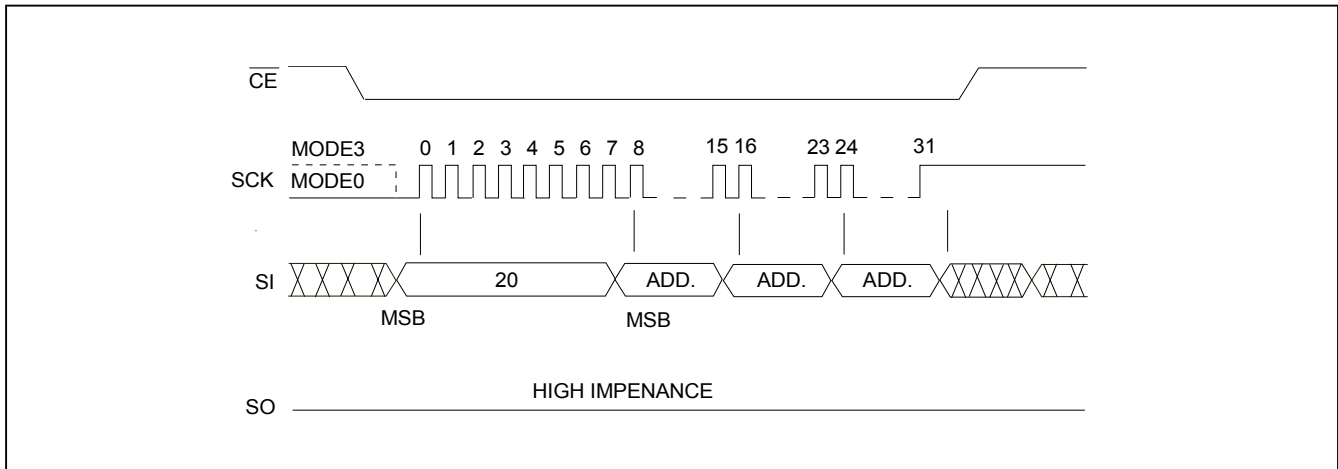 CE
MODE3
0 1 2 3 4 5 6 7 8 15 16 23 24 31
SCK
MODE0
SI
20
ADD.
ADD.
ADD.
MSB
MSB
HIGH IMPENANCE
SO